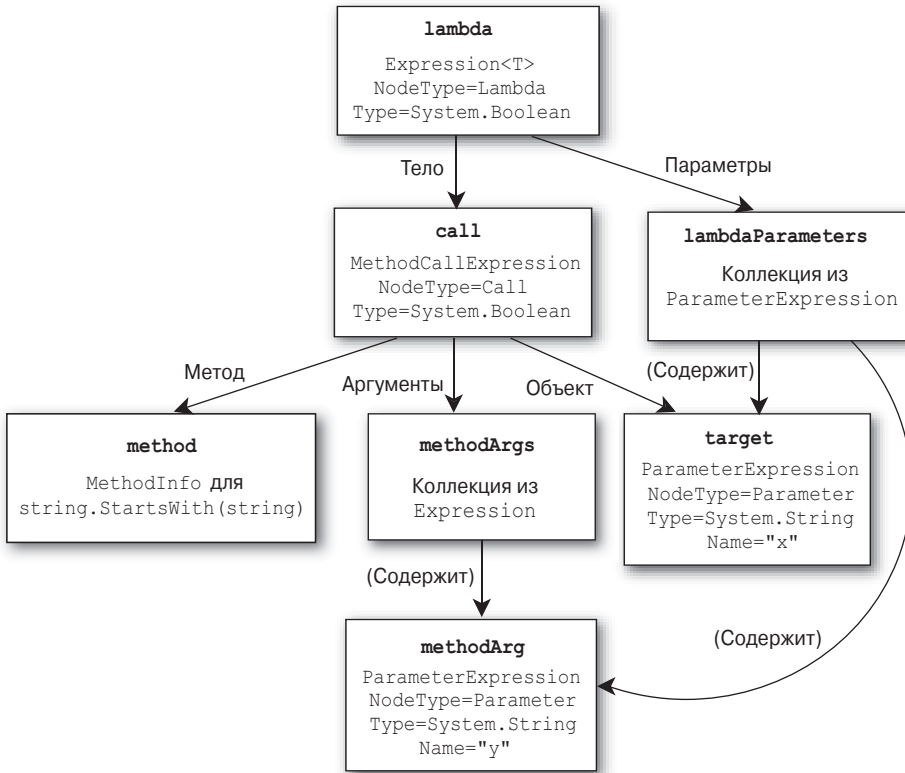 lambda
Expression<T>
NodeType=Lambda
Type=System.Boolean
Тело
Параметры
call
MethodCallExpression
NodeType=Call
Type=System.Boolean
lambdaParameters
Коллекция из
ParameterExpression
Метод
Аргументы
Объект
(Содержит)
method
MethodInfo для
string.StartsWith(string)
methodArgs
Коллекция из
Expression
target
ParameterExpression
NodeType=Parameter
Type=System.String
Name="x"
(Содержит)
(Содержит)
methodArg
ParameterExpression
NodeType=Parameter
Type=System.String
Name="y"